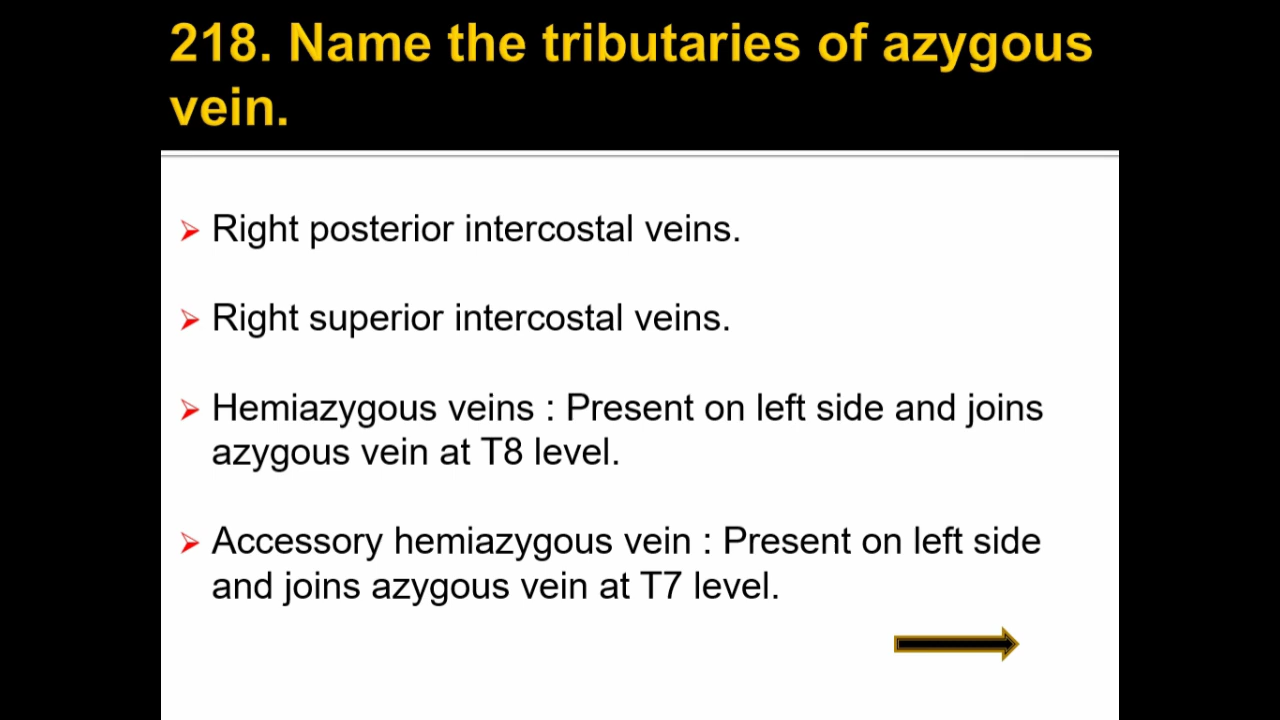 218. Name the tributaries of azygous
vein.
Right posterior intercostal veins.
Right superior intercostal veins.
Hemiazygous veins : Present on left side and joins
azygous vein at T8 level.
Accessory hemiazygous vein : Present on left side
and joins azygous vein at T7 level.